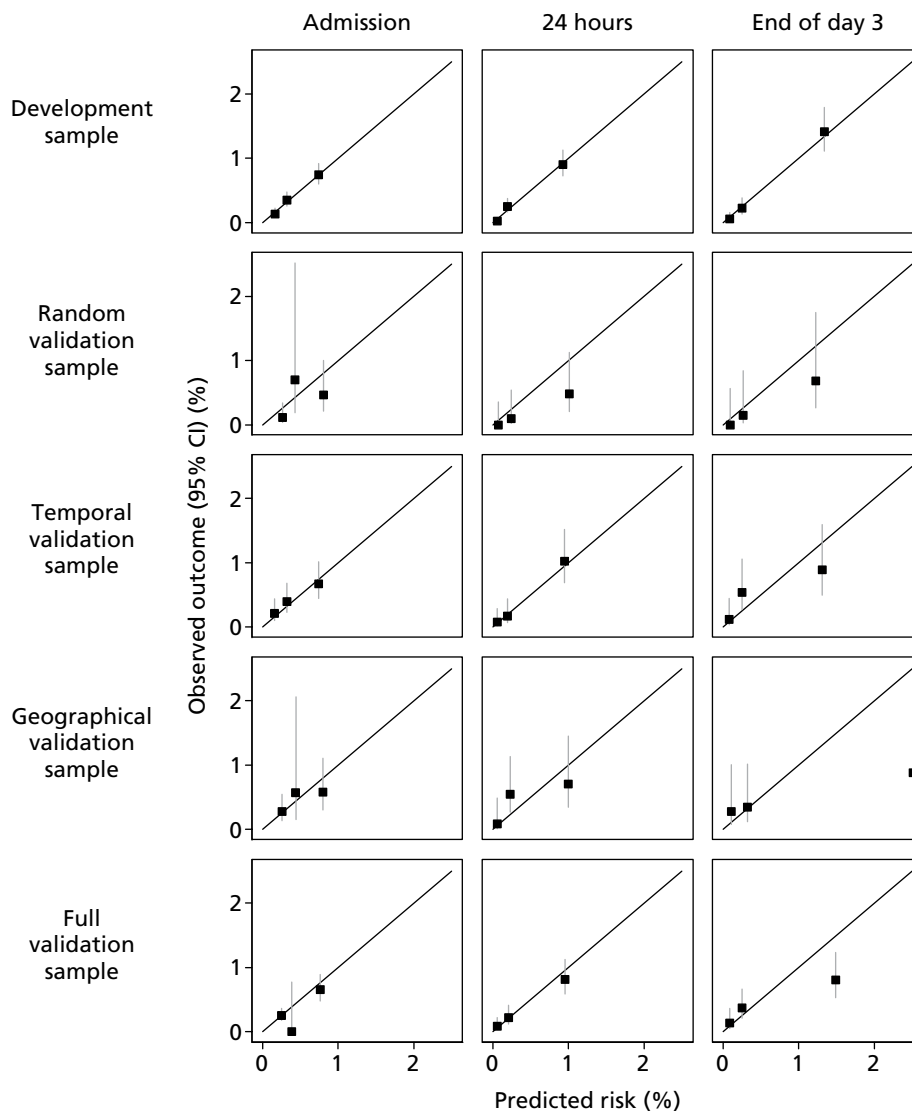 Admission
24 hours
End of day 3
Development
sample
2
1
0
Random
validation
sample
2
1
0
Temporal
validation
sample
2
1
0
Geographical
validation
sample
2
1
0
Full
validation
sample
2
1
0
Observed outcome (95% CI) (%)
0 1 2
0 1 2
0 1 2
Predicted risk (%)